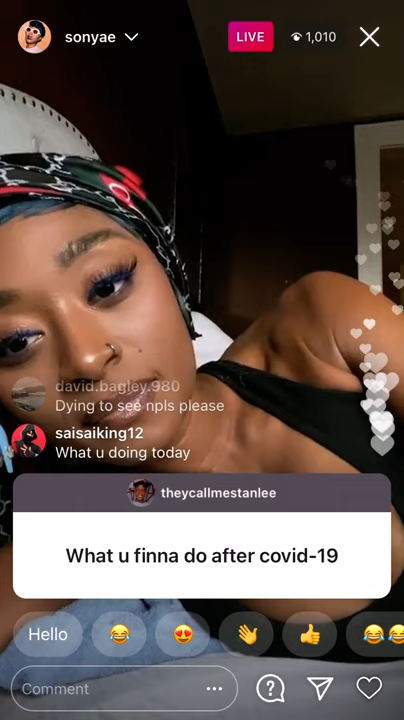 sonyae
LIVE
1,010
david.bagley.980
Dying to see npls please
saisaiking12
What u doing today
theycallmestanlee
What u finna do after covid-19
Hello
Comment